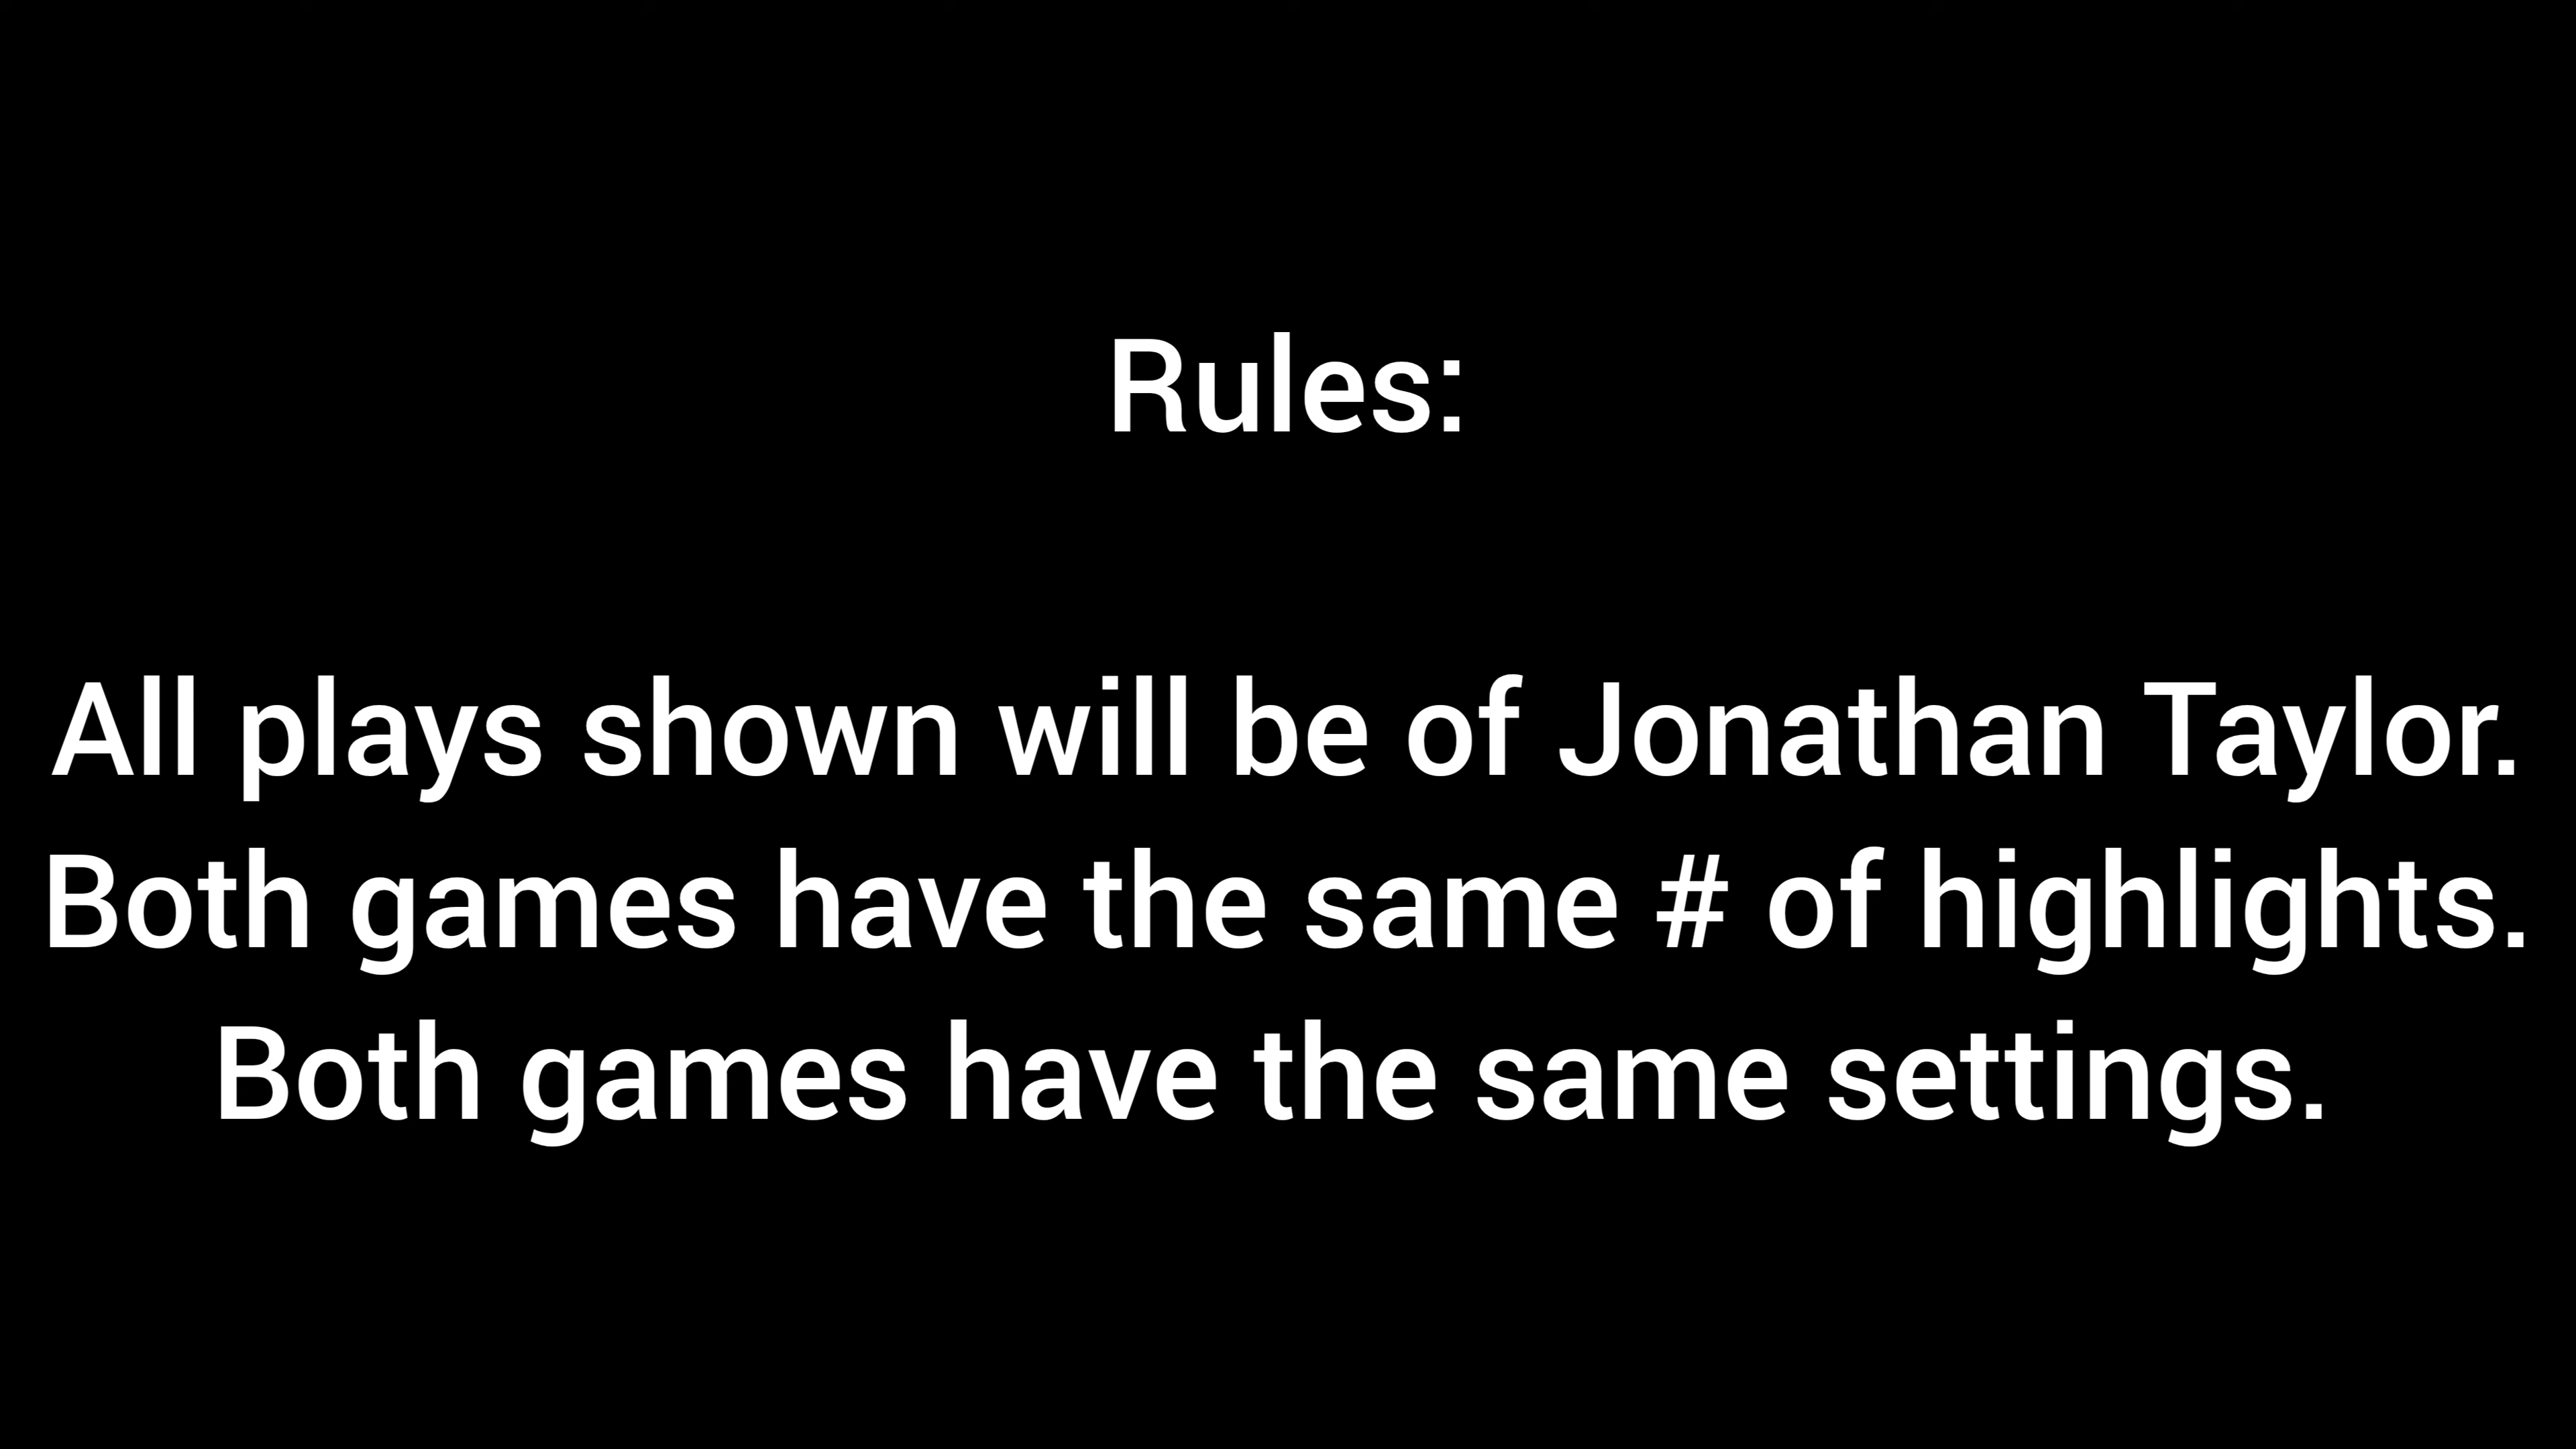 Rules:
All plays shown will be of Jonathan Taylor.
Both games have the same # of highlights.
Both games have the same settings.